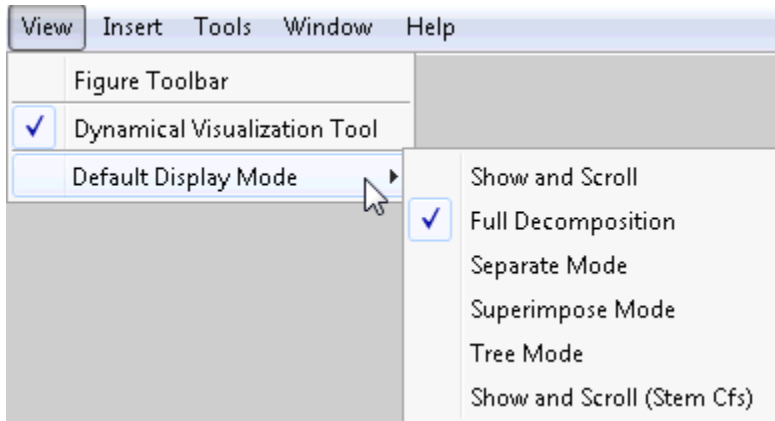 View Insert Tools Window Help
Figure Toolbar
Dynamical Visualization Tool
Default Display Mode
Show and Scroll
Full Decomposition
Separate Mode
Superimpose Mode
Tree Mode
Show and Scroll (Stem Cfs)